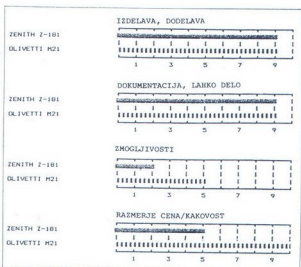 IZDELAVA, DODELAVA
ZENITH Z-181
OLIVETTI M21
1 3 5 7 9
DOKUMENTACIJA, LAHKO DELO
ZENITH Z-181
OLIVETTI M21
1 3 5 7 9
ZMOGLJIVOSTI
ZENITH Z-181
OLIVETTI M21
1 3 5 7 9
RAZMERJE CENA/KAKOVOST
ZENITH Z-181
OLIVETTI M21
1 3 5 7 9